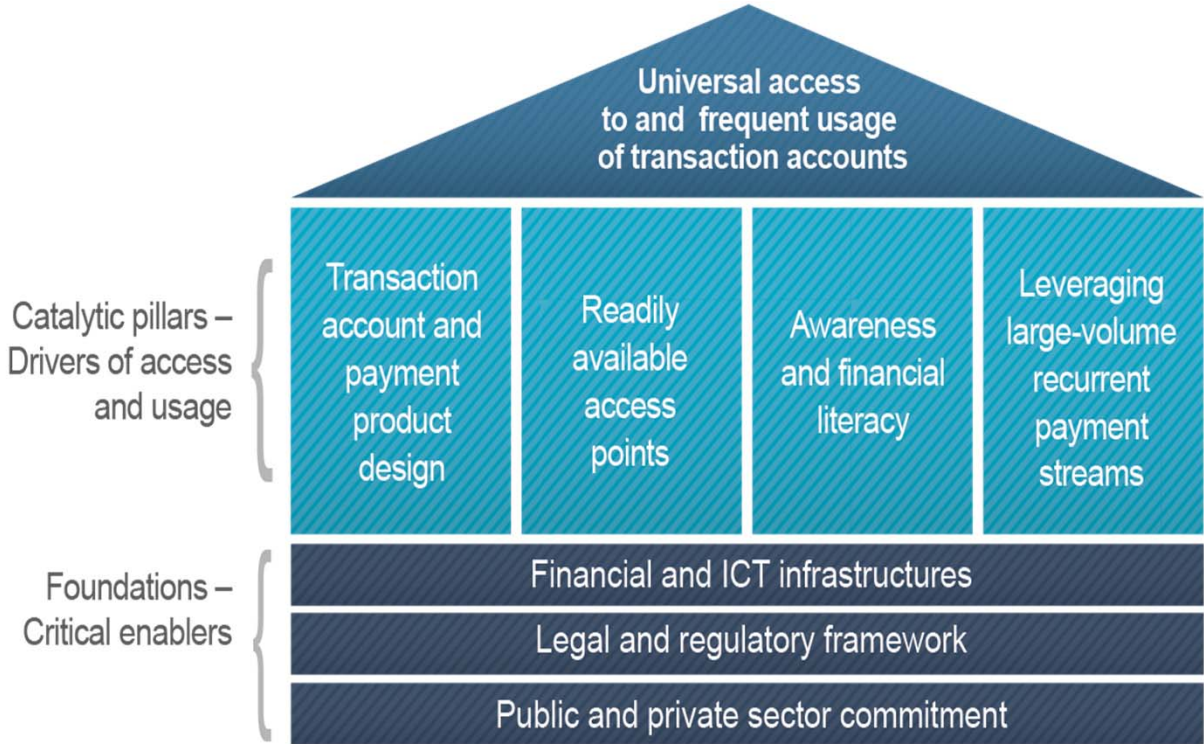 Universal access
to and frequent usage
of transaction accounts
Catalytic pillars –
Drivers of access
and usage
Transaction
account and
payment
product
design
Readily
available
access
points
Awareness
and financial
literacy
Leveraging
large-volume
recurrent
payment
streams
Foundations –
Critical enablers
Financial and ICT infrastructures
Legal and regulatory framework
Public and private sector commitment